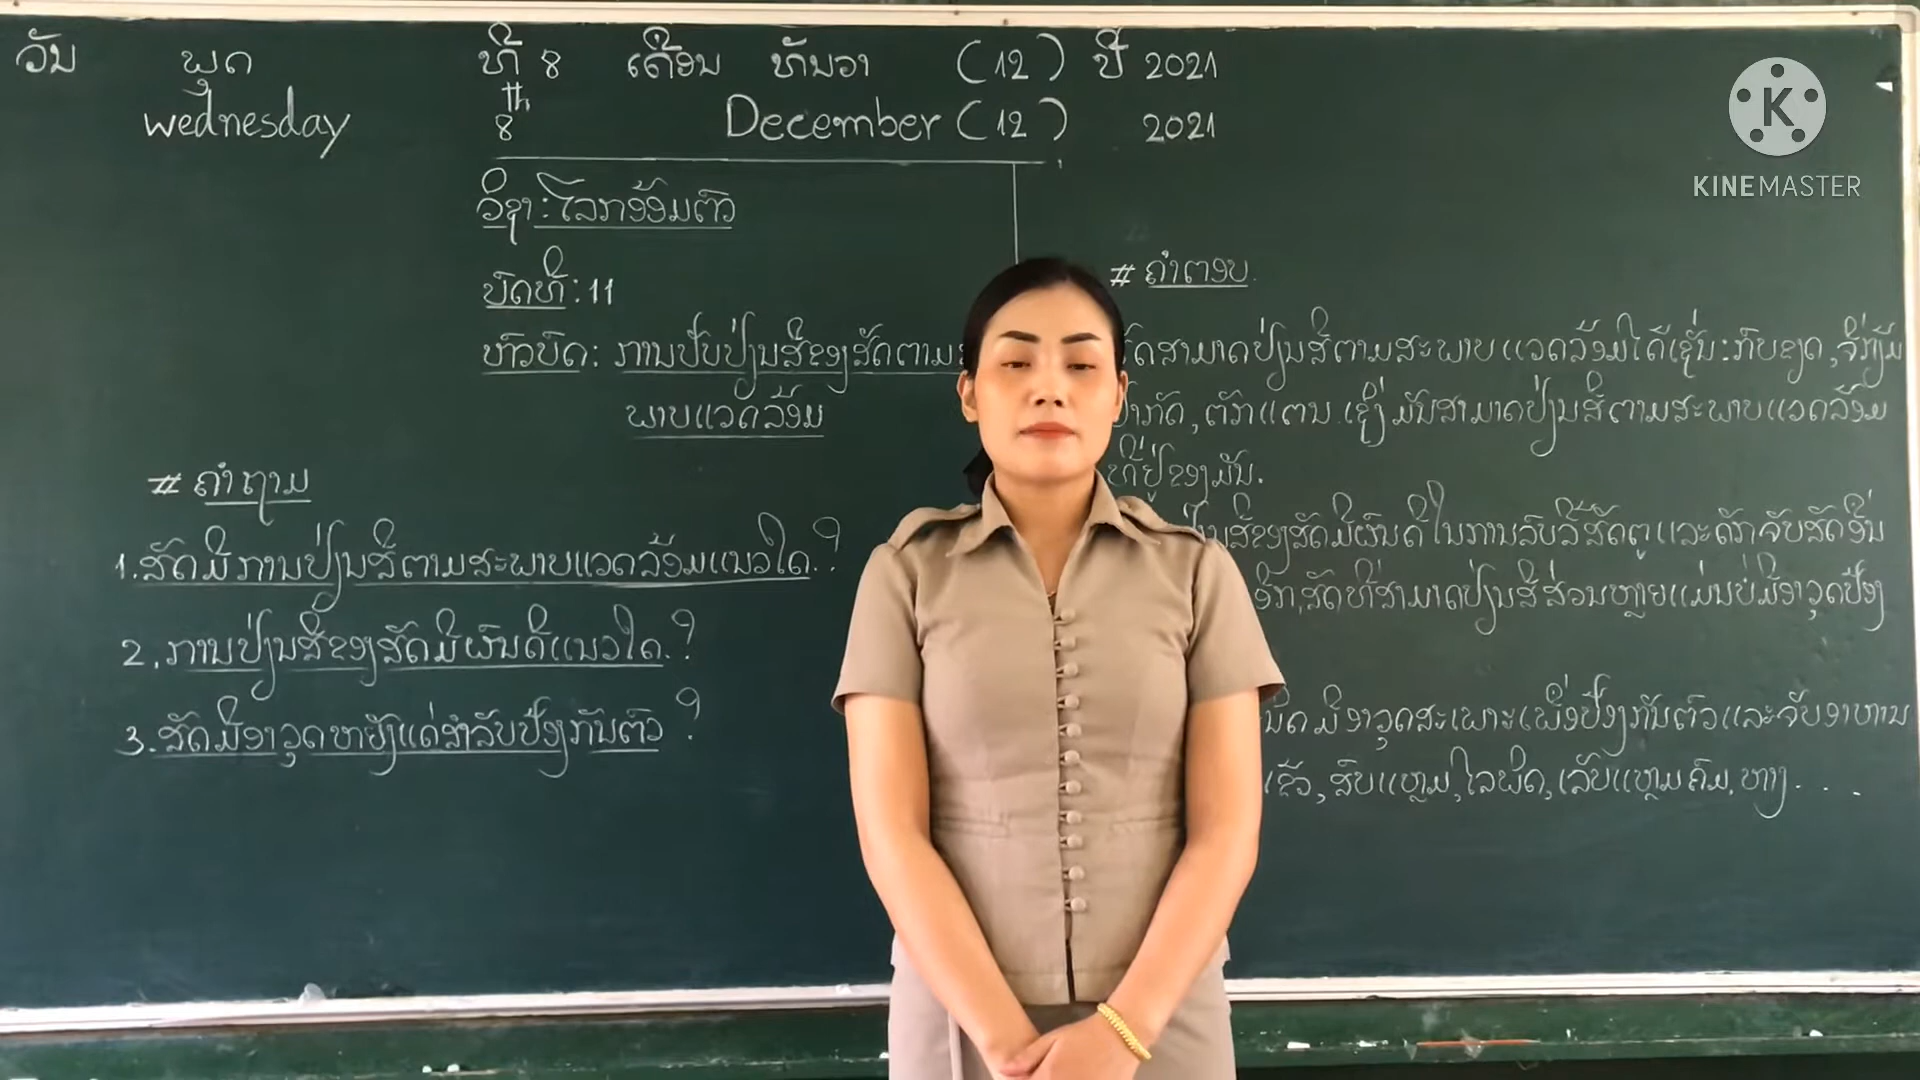 ວັນ ພຸດ ທີ 8 ເດືອນ ທັນວາ (12) ປີ 2021
wednesday 8th December (12) 2021
ວິຊາ: ໂລກອ້ອມຕົວ
ບົດທີ: 11
ຫົວບົດ: ການປັບປ່ຽນສີຂອງສັດຕາມ
ພາບແວດລ້ອມ
# ຄຳຖາມ
1. ສັດມີການປ່ຽນສີຕາມສະພາບແວດລ້ອມແນວໃດ?
2. ການປ່ຽນສີຂອງສັດມີຜົນດີແນວໃດ?
3. ສັດມີອາວຸດຫຍັງແດ່ສຳລັບປ້ອງກັນຕົວ?
# ຄຳຕອບ
ສາມາດປ່ຽນສີຕາມສະພາບແວດລ້ອມໄດ້ເຊັ່ນ: ກົບຂຽດ,
ຕັກແຕນ ເຊິ່ງມັນສາມາດປ່ຽນສີຕາມສະພາບແວດລ້ອມ
ທີ່ຢູ່ຂອງມັນ.
ສີຂອງສັດມີຜົນດີໃນການລົບລີ້ສັດຕູແລະດັກຈັບສັດອື່ນ
ອີກ, ສັດທີ່ສາມາດປ່ຽນສີສ່ວນຫຼາຍແມ່ນບໍ່ມີອາວຸດປ້ອງ
ມີອາວຸດສະເພາະເພື່ອປ້ອງກັນຕົວແລະຈັບອາຫານ
ແຫຼມ, ໄລພິດ, ເລັບແຫຼມຄົມ, ຫາງ....
KINEMASTER